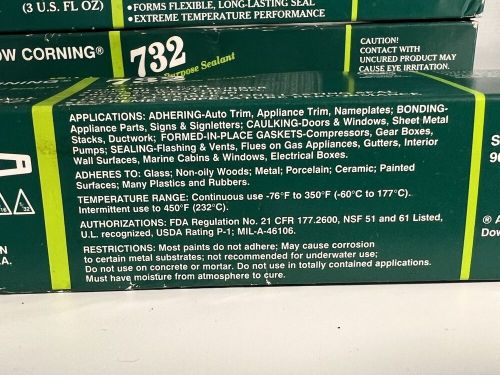 (3 U.S. FL OZ)
• FORMS FLEXIBLE, LONG-LASTING SEAL
• EXTREME TEMPERATURE PERFORMANCE
OW CORNING®
732
Purpose Sealant
CAUTION!
CONTACT WITH
UNCURED PRODUCT MAY
CAUSE EYE IRRITATION.
APPLICATIONS: ADHERING-Auto Trim, Appliance Trim, Nameplates; BONDING-
Appliance Parts, Signs & Signletters; CAULKING-Doors & Windows, Sheet Metal
Stacks, Ductwork; FORMED-IN-PLACE GASKETS-Compressors, Gear Boxes,
Pumps; SEALING-Flashing & Vents, Flues on Gas Appliances, Gutters, Interior
Wall Surfaces, Marine Cabins & Windows, Electrical Boxes.
ADHERES TO: Glass; Non-oily Woods; Metal; Porcelain; Ceramic; Painted
Surfaces; Many Plastics and Rubbers.
TEMPERATURE RANGE: Continuous use -76°F to 350°F (-60°C to 177°C).
Intermittent use to 450°F (232°C).
AUTHORIZATIONS: FDA Regulation No. 21 CFR 177.2600, NSF 51 and 61 Listed,
U.L. recognized, USDA Rating P-1; MIL-A-46106.
RESTRICTIONS: Most paints do not adhere; May cause corrosion
to certain metal substrates; not recommended for underwater use;
Do not use on concrete or mortar. Do not use in totally contained applications.
Must have moisture from atmosphere to cure.